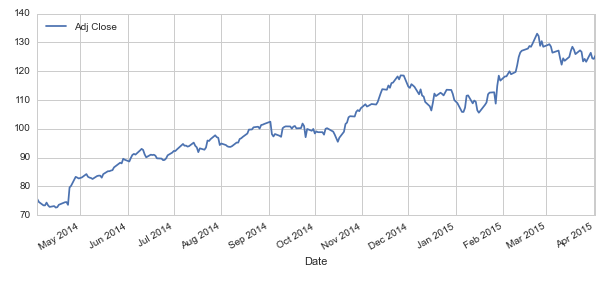 140
130
120
110
100
90
80
70
Adj Close
May 2014
Jun 2014
Jul 2014
Aug 2014
Sep 2014
Oct 2014
Nov 2014
Dec 2014
Jan 2015
Feb 2015
Mar 2015
Apr 2015
Date